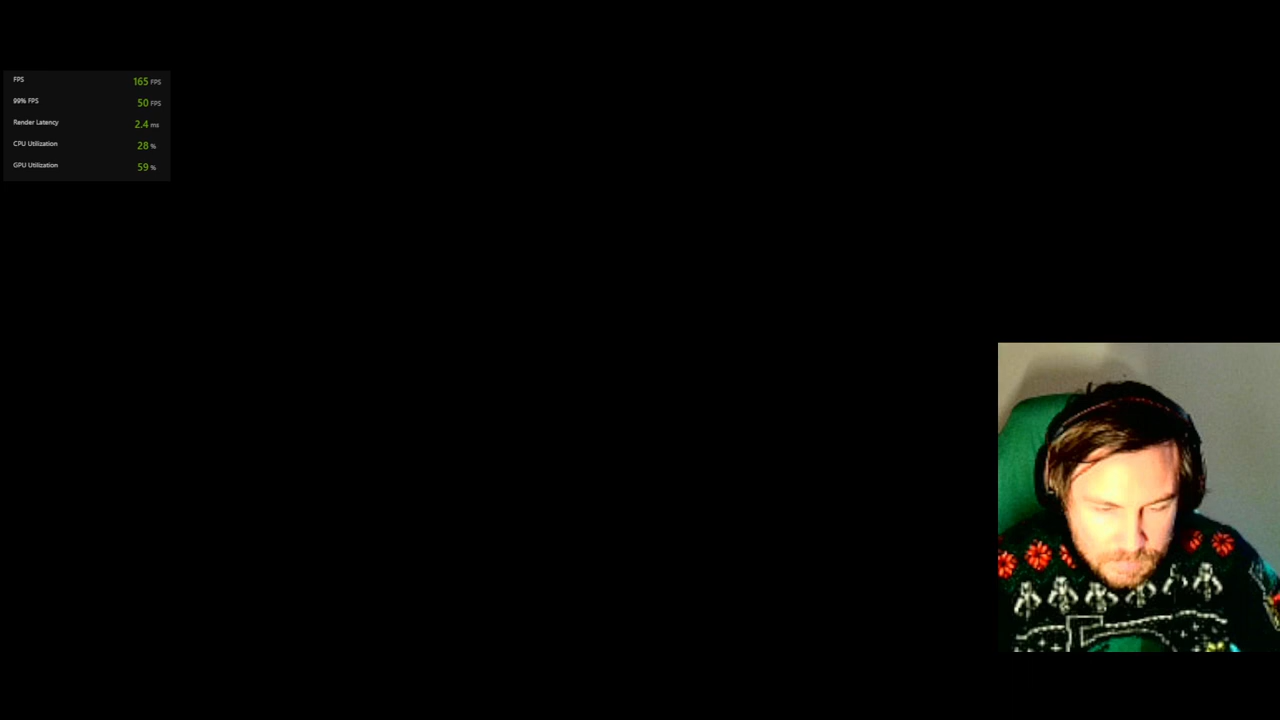 FPS 165 FPS
99% FPS 50 FPS
Render Latency 2.4 ms
CPU Utilization 28 %
GPU Utilization 59 %